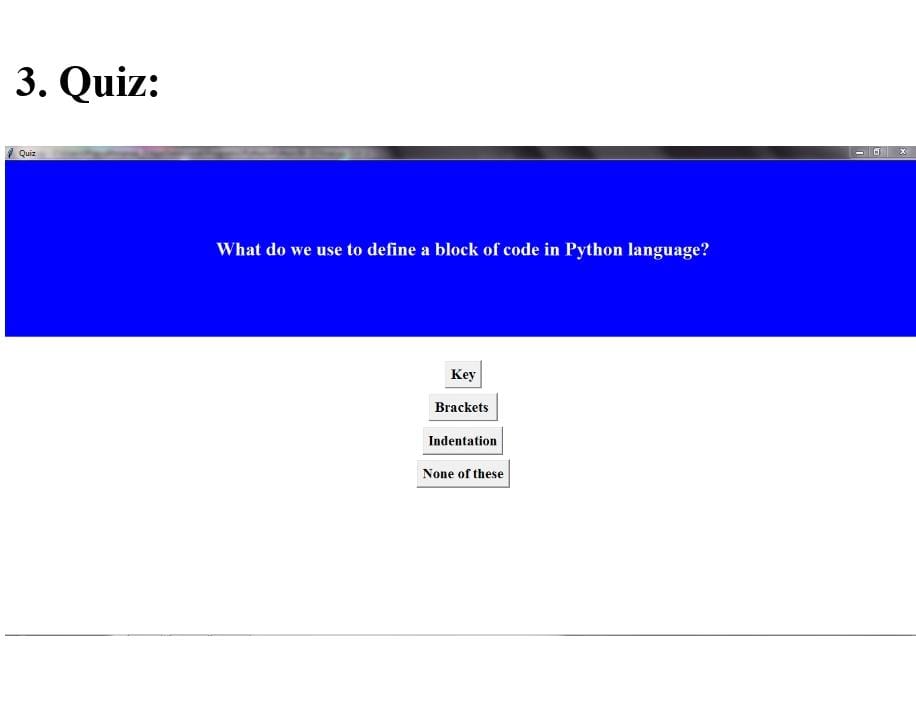 3. Quiz:
Quiz
What do we use to define a block of code in Python language?
Key
Brackets
Indentation
None of these